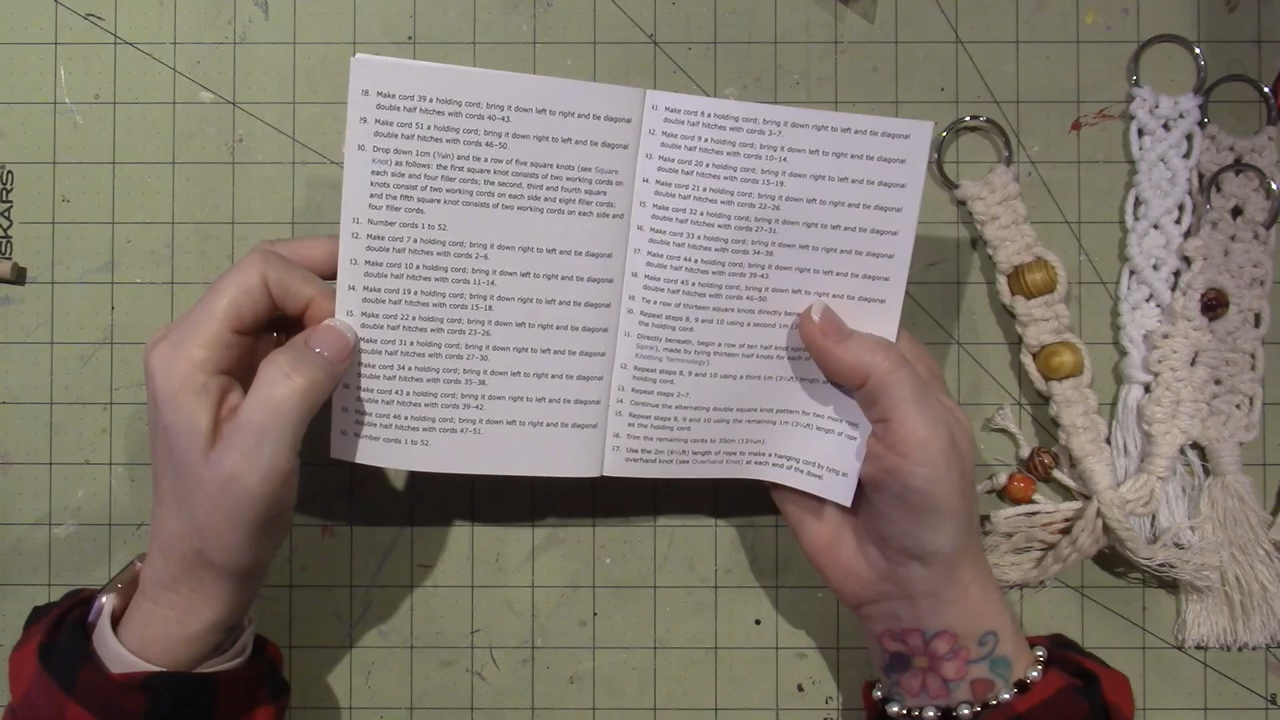 28. Make cord 39 a holding cord; bring it down left to right and tie diagonal
double half hitches with cords 40–43.
29. Make cord 51 a holding cord; bring it down right to left and tie diagonal
double half hitches with cords 46–50.
30. Drop down 1cm (⅜in) and tie a row of five square knots (see Square
Knot) as follows: the first square knot consists of two working cords on
each side and four filler cords; the second, third and fourth square
knots consist of two working cords on each side and eight filler cords;
and the fifth square knot consists of two working cords on each side and
four filler cords.
31. Number cords 1 to 52.
32. Make cord 7 a holding cord; bring it down right to left and tie diagonal
double half hitches with cords 2–6.
33. Make cord 10 a holding cord; bring it down left to right and tie diagonal
double half hitches with cords 11–14.
34. Make cord 19 a holding cord; bring it down right to left and tie diagonal
double half hitches with cords 15–18.
35. Make cord 22 a holding cord; bring it down left to right and tie diagonal
double half hitches with cords 23–26.
Make cord 31 a holding cord; bring it down right to left and tie diagonal
double half hitches with cords 27–30.
Make cord 34 a holding cord; bring it down left to right and tie diagonal
double half hitches with cords 35–38.
Make cord 43 a holding cord; bring it down right to left and tie diagonal
double half hitches with cords 39–42.
Make cord 46 a holding cord; bring it down left to right and tie diagonal
double half hitches with cords 47–51.
Number cords 1 to 52.
Make cord 8 a holding cord; bring it down right to left and tie diagonal
double half hitches with cords 3–7.
Make cord 9 a holding cord; bring it down left to right and tie diagonal
double half hitches with cords 10–14.
Make cord 20 a holding cord; bring it down right to left and tie diagonal
double half hitches with cords 15–19.
Make cord 21 a holding cord; bring it down left to right and tie diagonal
double half hitches with cords 22–26.
Make cord 32 a holding cord; bring it down right to left and tie diagonal
double half hitches with cords 27–31.
Make cord 33 a holding cord; bring it down left to right and tie diagonal
double half hitches with cords 34–38.
Make cord 44 a holding cord; bring it down right to left and tie diagonal
double half hitches with cords 39–43.
Make cord 45 a holding cord; bring it down left to right and tie diagonal
double half hitches with cords 46–50.
Tie a row of thirteen square knots directly
Repeat steps 8, 9 and 10 using a second 1m
the holding cord.
Directly beneath, begin a row of ten half knot
Spiral), made by tying thirteen half knots for each of
Knotting Terminology).
Repeat steps 8, 9 and 10 using a third 1m (3¼ft) length of
holding cord.
Repeat steps 2–7.
Continue the alternating double square knot pattern for two more rows.
Repeat steps 8, 9 and 10 using the remaining 1m (3¼ft) length of rope
as the holding cord.
Trim the remaining cords to 35cm (13¾in).
Use the 2m (6½ft) length of rope to make a hanging cord by tying an
overhand knot (see Overhand Knot) at each end of the dowel.
ISKARS